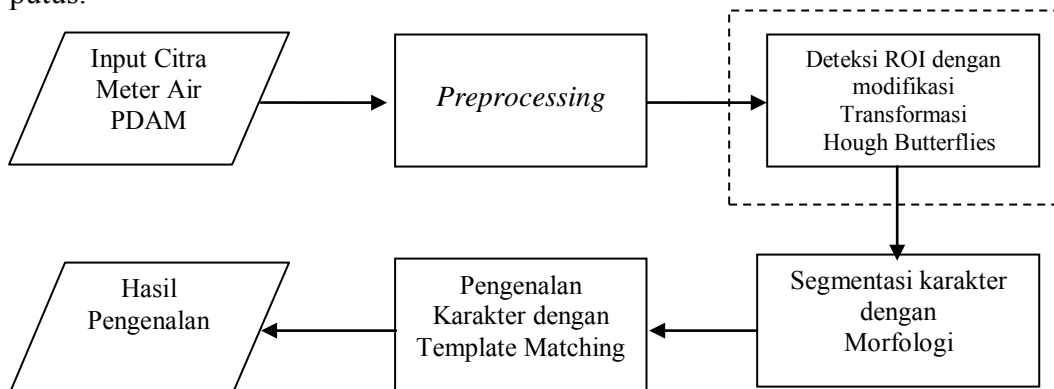 putus.
Input Citra
Meter Air
PDAM
Preprocessing
Deteksi ROI dengan
modifikasi
Transformasi
Hough Butterflies
Segmentasi karakter
dengan
Morfologi
Pengenalan
Karakter dengan
Template Matching
Hasil
Pengenalan